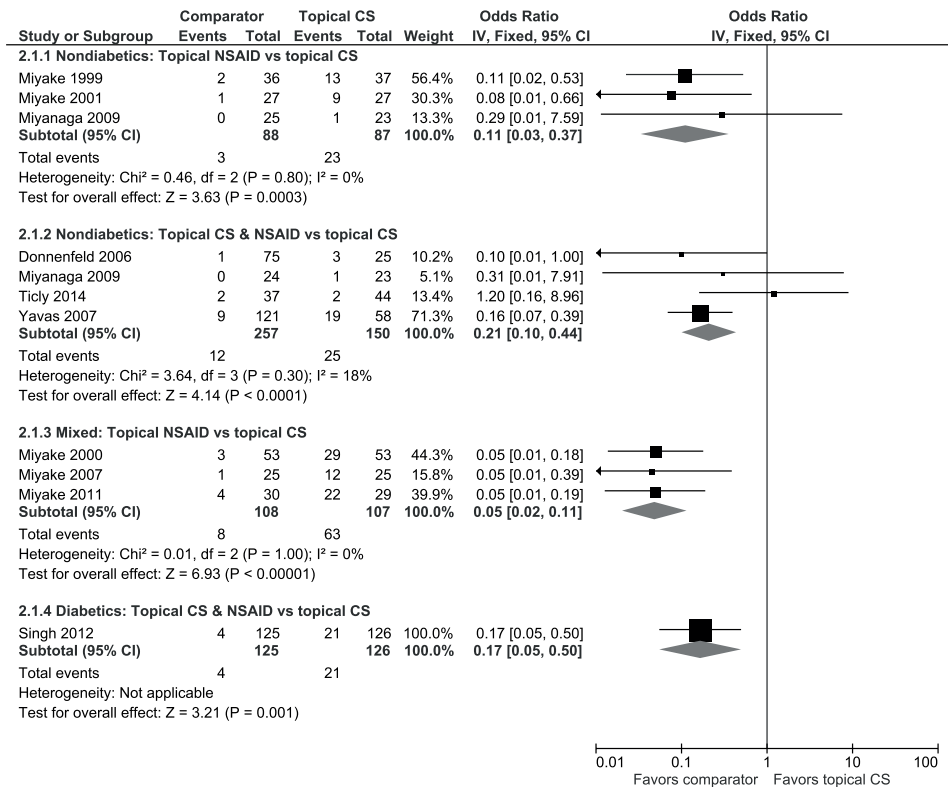 Comparator Topical CS Odds Ratio Odds Ratio
Study or Subgroup Events Total Events Total Weight IV, Fixed, 95% CI IV, Fixed, 95% CI
2.1.1 Nondiabetics: Topical NSAID vs topical CS
Miyake 1999 2 36 13 37 56.4% 0.11 [0.02, 0.53]
Miyake 2001 1 27 9 27 30.3% 0.08 [0.01, 0.66]
Miyanaga 2009 0 25 1 23 13.3% 0.29 [0.01, 7.59]
Subtotal (95% CI) 88 87 100.0% 0.11 [0.03, 0.37]
Total events 3 23
Heterogeneity: Chi² = 0.46, df = 2 (P = 0.80); I² = 0%
Test for overall effect: Z = 3.63 (P = 0.0003)
2.1.2 Nondiabetics: Topical CS & NSAID vs topical CS
Donnenfeld 2006 1 75 3 25 10.2% 0.10 [0.01, 1.00]
Miyanaga 2009 0 24 1 23 5.1% 0.31 [0.01, 7.91]
Ticly 2014 2 37 2 44 13.4% 1.20 [0.16, 8.96]
Yavas 2007 9 121 19 58 71.3% 0.16 [0.07, 0.39]
Subtotal (95% CI) 257 150 100.0% 0.21 [0.10, 0.44]
Total events 12 25
Heterogeneity: Chi² = 3.64, df = 3 (P = 0.30); I² = 18%
Test for overall effect: Z = 4.14 (P < 0.0001)
2.1.3 Mixed: Topical NSAID vs topical CS
Miyake 2000 3 53 29 53 44.3% 0.05 [0.01, 0.18]
Miyake 2007 1 25 12 25 15.8% 0.05 [0.01, 0.39]
Miyake 2011 4 30 22 29 39.9% 0.05 [0.01, 0.19]
Subtotal (95% CI) 108 107 100.0% 0.05 [0.02, 0.11]
Total events 8 63
Heterogeneity: Chi² = 0.01, df = 2 (P = 1.00); I² = 0%
Test for overall effect: Z = 6.93 (P < 0.00001)
2.1.4 Diabetics: Topical CS & NSAID vs topical CS
Singh 2012 4 125 21 126 100.0% 0.17 [0.05, 0.50]
Subtotal (95% CI) 125 126 100.0% 0.17 [0.05, 0.50]
Total events 4 21
Heterogeneity: Not applicable
Test for overall effect: Z = 3.21 (P = 0.001)
0.01 0.1 1 10 100
Favors comparator Favors topical CS